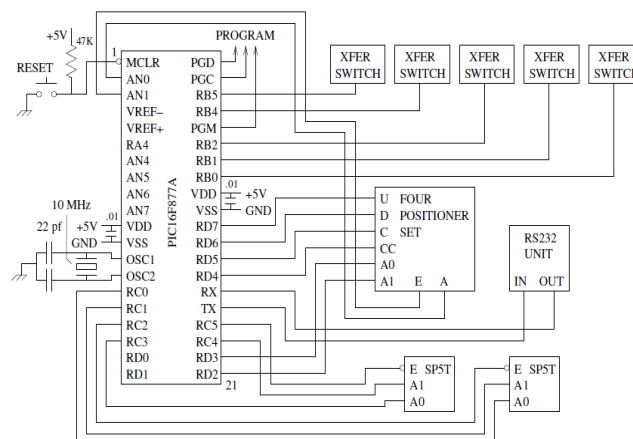 +5V
47K
RESET
10 MHz
22 pf
.01
+5V
GND
1
MCLR
AN0
AN1
VREF−
VREF+
RA4
AN4
AN5
AN6
AN7
VDD
VSS
OSC1
OSC2
RC0
RC1
RC2
RC3
RD0
RD1
PIC16F877A
PGD
PGC
RB5
RB4
PGM
RB2
RB1
RB0
VDD
VSS
RD7
RD6
RD5
RD4
RX
TX
RC5
RC4
RD3
RD2
21
.01
+5V
GND
PROGRAM
XFER
SWITCH
XFER
SWITCH
XFER
SWITCH
XFER
SWITCH
XFER
SWITCH
U FOUR
D POSITIONER
C SET
CC
A0
A1 E A
RS232
UNIT
IN OUT
E SP5T
A1
A0
E SP5T
A1
A0